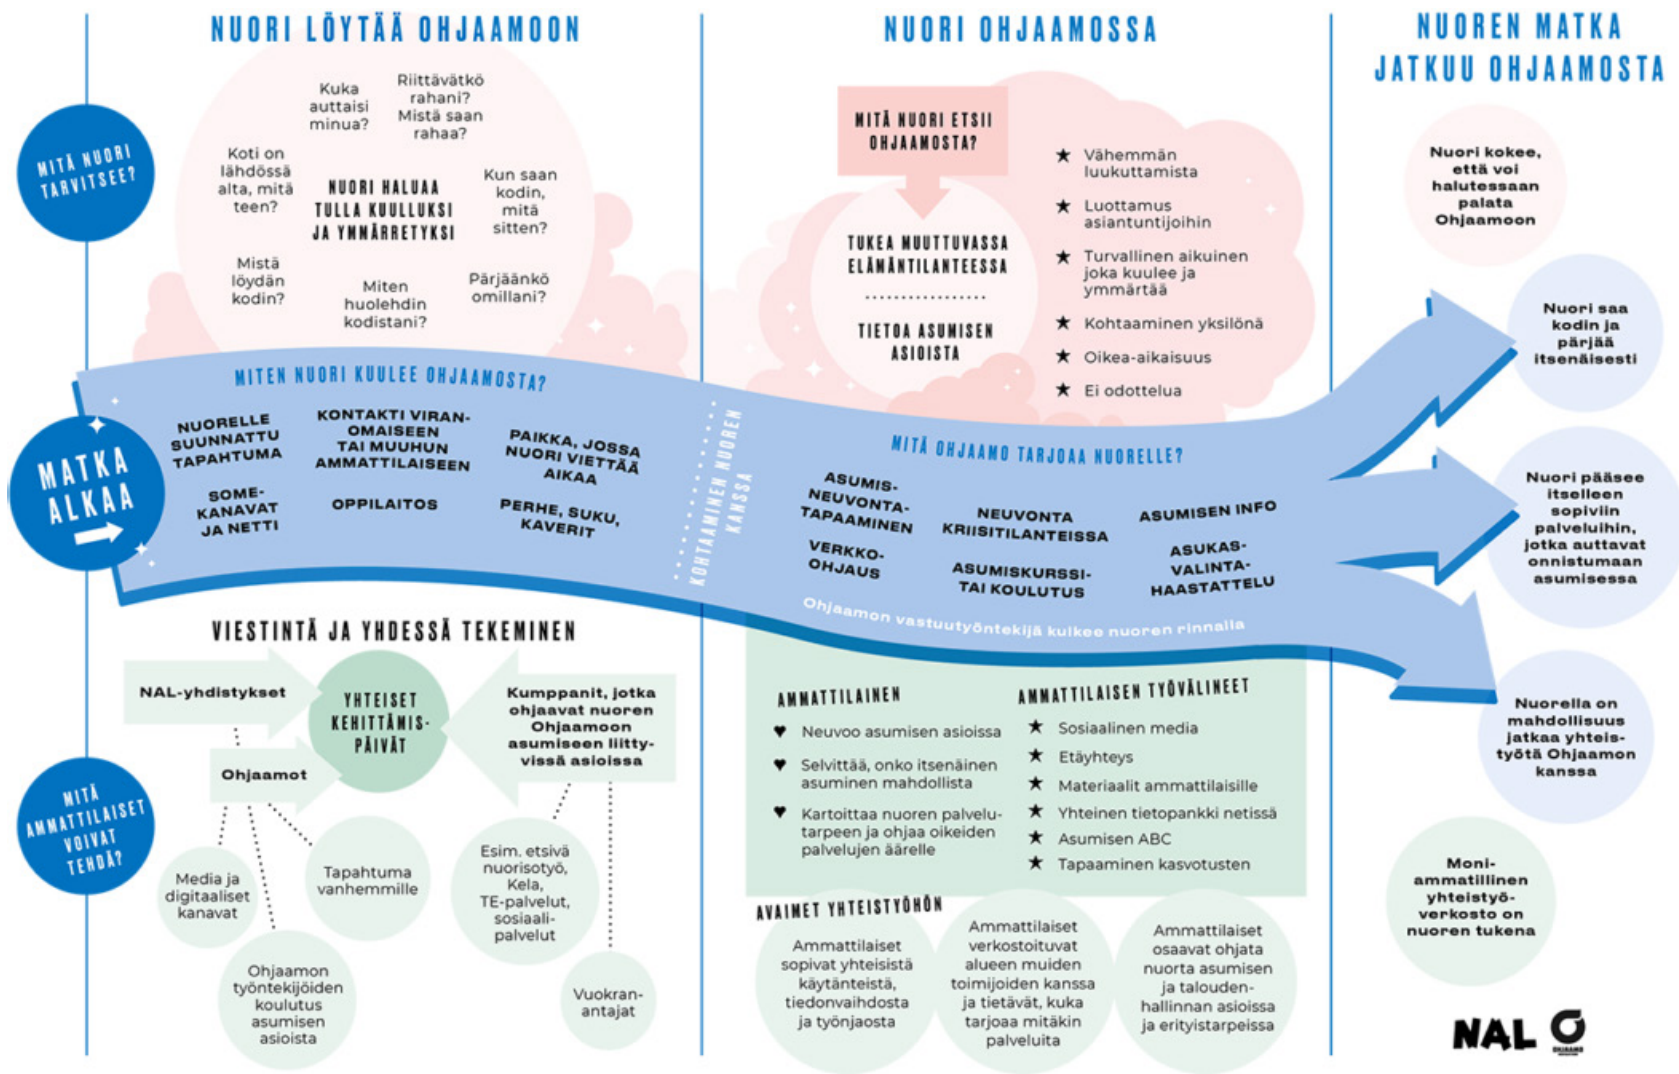 NUORI LÖYTÄÄ OHJAAMOON
MITÄ NUORI
TARVITSEE?
Kuka
auttaisi
minua?
Riittävätkö
rahani?
Mistä saan
rahaa?
Koti on
lähdössä
alta, mitä
teen?
NUORI HALUAA
TULLA KUULLUKSI
JA YMMÄRRETYKSI
Kun saan
kodin,
mitä
sitten?
Mistä
löydän
kodin?
Miten
huolehdin
kodistani?
Pärjäänkö
omillani?
MATKA
ALKAA
MITEN NUORI KUULEE OHJAAMOSTA?
NUORELLE
SUUNNATTU
TAPAHTUMA
KONTAKTI VIRAN-
OMAISEEN
TAI MUUHUN
AMMATTILAISEEN
PAIKKA, JOSSA
NUORI VIETTÄÄ
AIKAA
SOME-
KANAVAT
JA NETTI
OPPILAITOS
PERHE, SUKU,
KAVERIT
KOHTAAMINEN NUOREN
KANSSA
VIESTINTÄ JA YHDESSÄ TEKEMINEN
MITÄ
AMMATTILAISET
VOIVAT
TEHDÄ?
NAL-yhdistykset
Ohjaamot
YHTEISET
KEHITTÄMIS-
PÄIVÄT
Kumppanit, jotka
ohjaavat nuoren
Ohjaamoon
asumiseen liitty-
vissä asioissa
Media ja
digitaaliset
kanavat
Tapahtuma
vanhemmille
Ohjaamon
työntekijöiden
koulutus
asumisen
asioista
Esim. etsivä
nuorisotyö,
Kela,
TE-palvelut,
sosiaali-
palvelut
Vuokran-
antajat
NUORI OHJAAMOSSA
MITÄ NUORI ETSII
OHJAAMOSTA?
TUKEA MUUTTUVASSA
ELÄMÄNTILANTEESSA
TIETOA ASUMISEN
ASIOISTA
★ Vähemmän
luukuttamista
★ Luottamus
asiantuntijoihin
★ Turvallinen aikuinen
joka kuulee ja
ymmärtää
★ Kohtaaminen yksilönä
★ Oikea-aikaisuus
★ Ei odottelua
MITÄ OHJAAMO TARJOAA NUORELLE?
ASUMIS-
NEUVONTA-
TAPAAMINEN
NEUVONTA
KRIISITILANTEISSA
ASUMISEN INFO
VERKKO-
OHJAUS
ASUMISKURSSI-
TAI KOULUTUS
ASUKAS-
VALINTA-
HAASTATTELU
Ohjaamon vastuutyöntekijä kulkee nuoren rinnalla
AMMATTILAINEN
♥ Neuvoo asumisen asioissa
♥ Selvittää, onko itsenäinen
asuminen mahdollista
♥ Kartoittaa nuoren palvelu-
tarpeen ja ohjaa oikeiden
palvelujen äärelle
AMMATTILAISEN TYÖVÄLINEET
★ Sosiaalinen media
★ Etäyhteys
★ Materiaalit ammattilaisille
★ Yhteinen tietopankki netissä
★ Asumisen ABC
★ Tapaaminen kasvotusten
AVAIMET YHTEISTYÖHÖN
Ammattilaiset
sopivat yhteisistä
käytänteistä,
tiedonvaihdosta
ja työnjaosta
Ammattilaiset
verkostoituvat
alueen muiden
toimijoiden kanssa
ja tietävät, kuka
tarjoaa mitäkin
palveluita
Ammattilaiset
osaavat ohjata
nuorta asumisen
ja talouden-
hallinnan asioissa
ja erityistarpeissa
NUOREN MATKA
JATKUU OHJAAMOSTA
Nuori kokee,
että voi
halutessaan
palata
Ohjaamoon
Nuori saa
kodin ja
pärjää
itsenäisesti
Nuori pääsee
itselleen
sopiviin
palveluihin,
jotka auttavat
onnistumaan
asumisessa
Nuorella on
mahdollisuus
jatkaa yhteis-
työtä Ohjaamon
kanssa
Moni-
ammatillinen
yhteistyö-
verkosto on
nuoren tukena
NAL
OHJAAMO